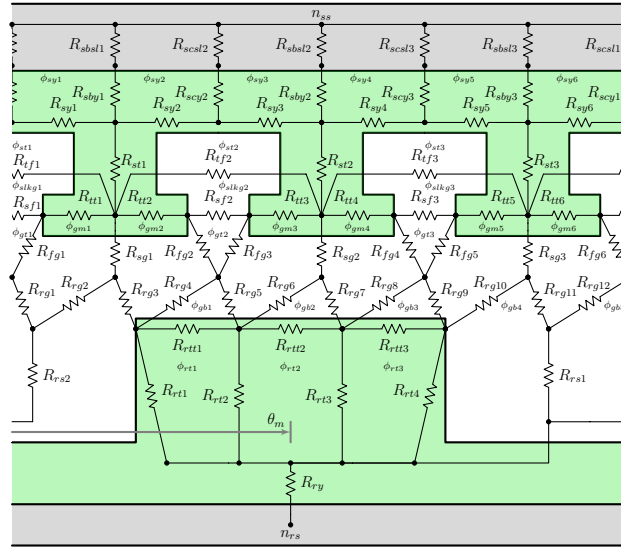 n_ss
R_sbsl1 R_scsl2 R_sbsl2 R_scsl3 R_sbsl3 R_scsl1
ϕ_sy1 ϕ_sy2 ϕ_sy3 ϕ_sy4 ϕ_sy5 ϕ_sy6
R_sby1 R_scy2 R_sby2 R_scy3 R_sby3 R_scy1
R_sy1 R_sy2 R_sy3 R_sy4 R_sy5 R_sy6
ϕ_st1 ϕ_st2 ϕ_st3
R_tf1 R_st1 R_tf2 R_st2 R_tf3 R_st3
ϕ_slkg1 ϕ_slkg2 ϕ_slkg3
R_sf1 R_tt1 R_tt2 R_sf2 R_tt3 R_tt4 R_sf3 R_tt5 R_tt6
ϕ_gt1 ϕ_gm1 ϕ_gm2 ϕ_gt2 ϕ_gm3 ϕ_gm4 ϕ_gt3 ϕ_gm5 ϕ_gm6
R_fg1 R_sg1 R_fg2 R_fg3 R_sg2 R_fg4 R_fg5 R_sg3 R_fg6
R_rg1 R_rg2 R_rg3 R_rg4 R_rg5 R_rg6 R_rg7 R_rg8 R_rg9 R_rg10 R_rg11 R_rg12
ϕ_gb1 ϕ_gb2 ϕ_gb3 ϕ_gb4
R_rtt1 R_rtt2 R_rtt3
ϕ_rt1 ϕ_rt2 ϕ_rt3
R_rs2 R_rt1 R_rt2 R_rt3 R_rt4 R_rs1
θ_m
R_ry
n_rs